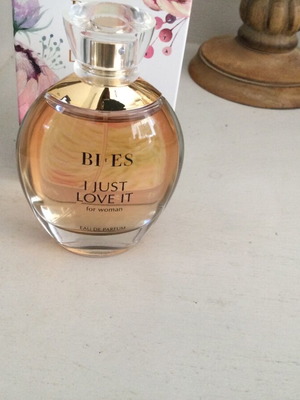 BI·ES
I JUST
LOVE IT
for woman
EAU DE PARFUM